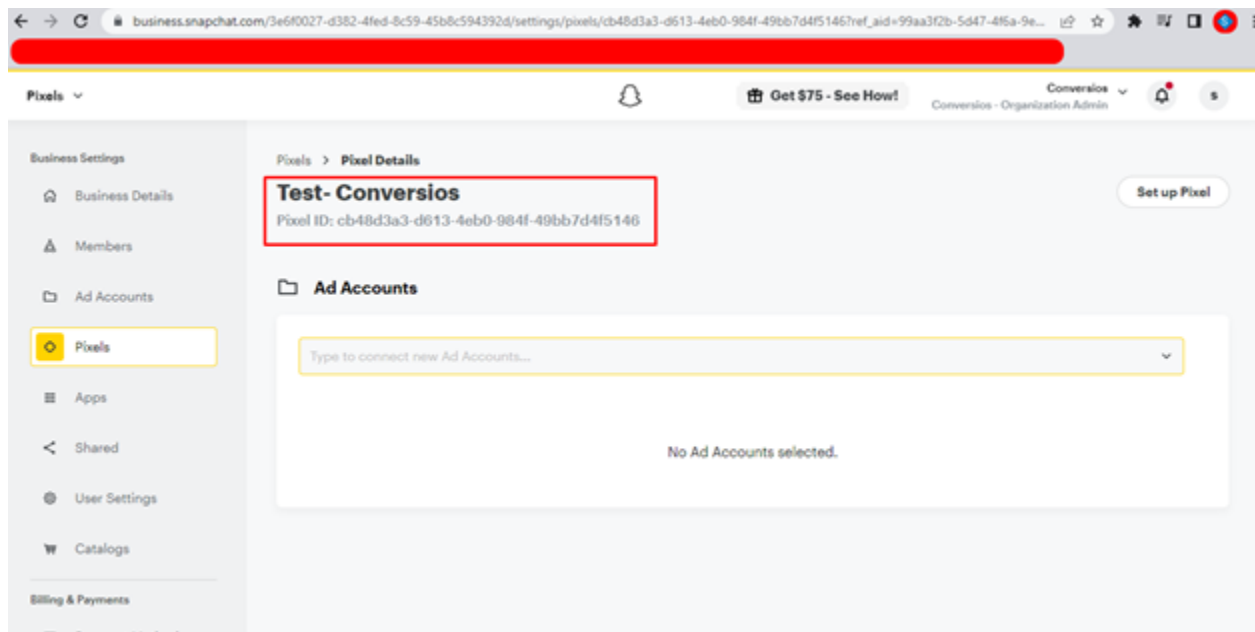 business.snapchat.com/3e6f0027-d382-4fed-8c59-45b8c594392d/settings/pixels/cb48d3a3-d613-4eb0-984f-49bb7d4f5146?ref_aid=99aa3f2b-5d47-4f6a-9e...
Pixels
Get $75 - See How!
Conversios
Conversios - Organization Admin
s
Business Settings
Business Details
Members
Ad Accounts
Pixels
Apps
Shared
User Settings
Catalogs
Billing & Payments
Pixels > Pixel Details
Test- Conversios
Pixel ID: cb48d3a3-d613-4eb0-984f-49bb7d4f5146
Set up Pixel
Ad Accounts
Type to connect new Ad Accounts...
No Ad Accounts selected.